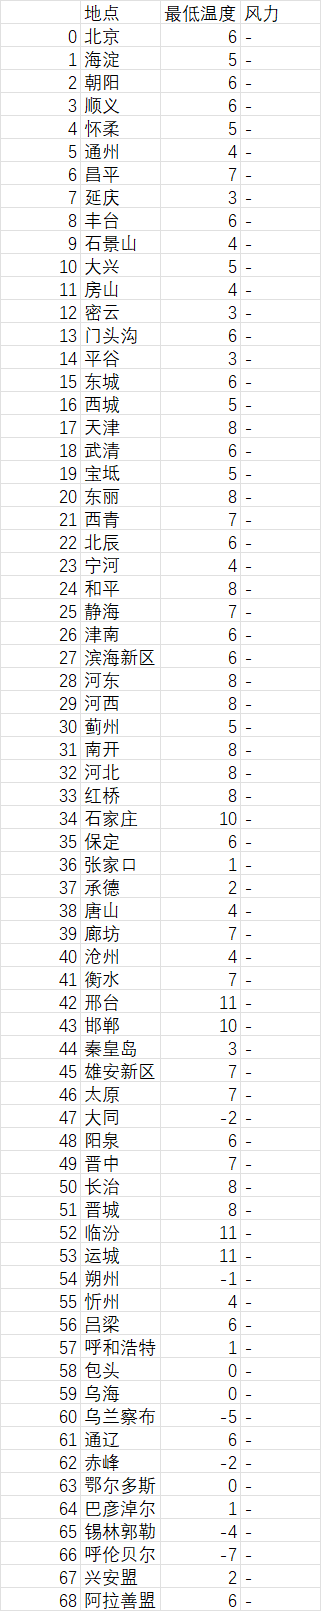 地点 最低温度 风力
0 北京 6 -
1 海淀 5 -
2 朝阳 6 -
3 顺义 6 -
4 怀柔 5 -
5 通州 4 -
6 昌平 7 -
7 延庆 3 -
8 丰台 6 -
9 石景山 4 -
10 大兴 5 -
11 房山 4 -
12 密云 3 -
13 门头沟 6 -
14 平谷 3 -
15 东城 6 -
16 西城 5 -
17 天津 8 -
18 武清 6 -
19 宝坻 5 -
20 东丽 8 -
21 西青 7 -
22 北辰 6 -
23 宁河 4 -
24 和平 8 -
25 静海 7 -
26 津南 6 -
27 滨海新区 6 -
28 河东 8 -
29 河西 8 -
30 蓟州 5 -
31 南开 8 -
32 河北 8 -
33 红桥 8 -
34 石家庄 10 -
35 保定 6 -
36 张家口 1 -
37 承德 2 -
38 唐山 4 -
39 廊坊 7 -
40 沧州 4 -
41 衡水 7 -
42 邢台 11 -
43 邯郸 10 -
44 秦皇岛 3 -
45 雄安新区 7 -
46 太原 7 -
47 大同 -2 -
48 阳泉 6 -
49 晋中 7 -
50 长治 8 -
51 晋城 8 -
52 临汾 11 -
53 运城 11 -
54 朔州 -1 -
55 忻州 4 -
56 吕梁 6 -
57 呼和浩特 1 -
58 包头 0 -
59 乌海 0 -
60 乌兰察布 -5 -
61 通辽 6 -
62 赤峰 -2 -
63 鄂尔多斯 0 -
64 巴彦淖尔 1 -
65 锡林郭勒 -4 -
66 呼伦贝尔 -7 -
67 兴安盟 2 -
68 阿拉善盟 6 -